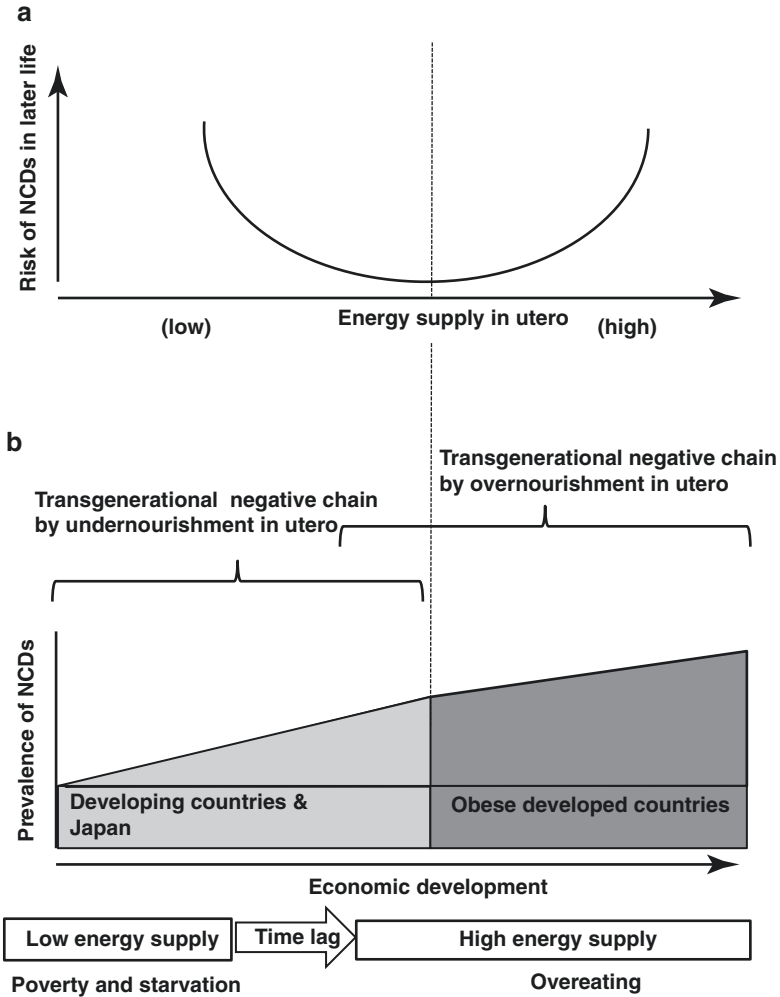 a
Risk of NCDs in later life
(low)
Energy supply in utero
(high)
b
Transgenerational negative chain
by overnourishment in utero
Transgenerational negative chain
by undernourishment in utero
Prevalence of NCDs
Developing countries &
Japan
Obese developed countries
Economic development
Low energy supply
Time lag
High energy supply
Poverty and starvation
Overeating